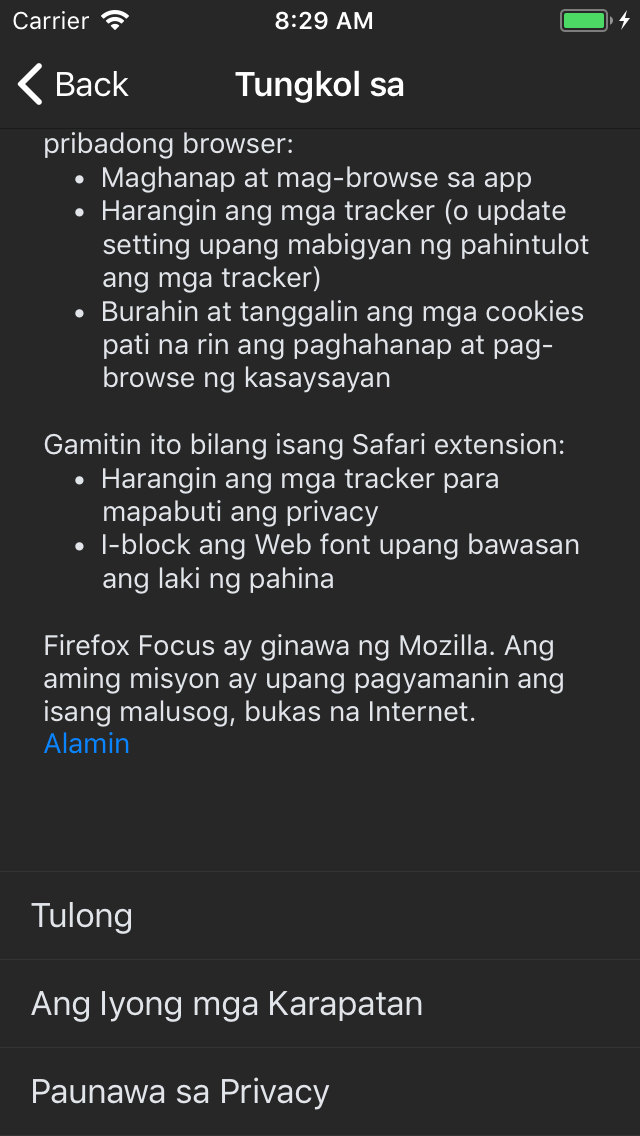 Carrier 8:29 AM
Back Tungkol sa
pribadong browser:
• Maghanap at mag-browse sa app
• Harangin ang mga tracker (o update
setting upang mabigyan ng pahintulot
ang mga tracker)
• Burahin at tanggalin ang mga cookies
pati na rin ang paghahanap at pag-
browse ng kasaysayan
Gamitin ito bilang isang Safari extension:
• Harangin ang mga tracker para
mapabuti ang privacy
• I-block ang Web font upang bawasan
ang laki ng pahina
Firefox Focus ay ginawa ng Mozilla. Ang
aming misyon ay upang pagyamanin ang
isang malusog, bukas na Internet.
Alamin
Tulong
Ang Iyong mga Karapatan
Paunawa sa Privacy